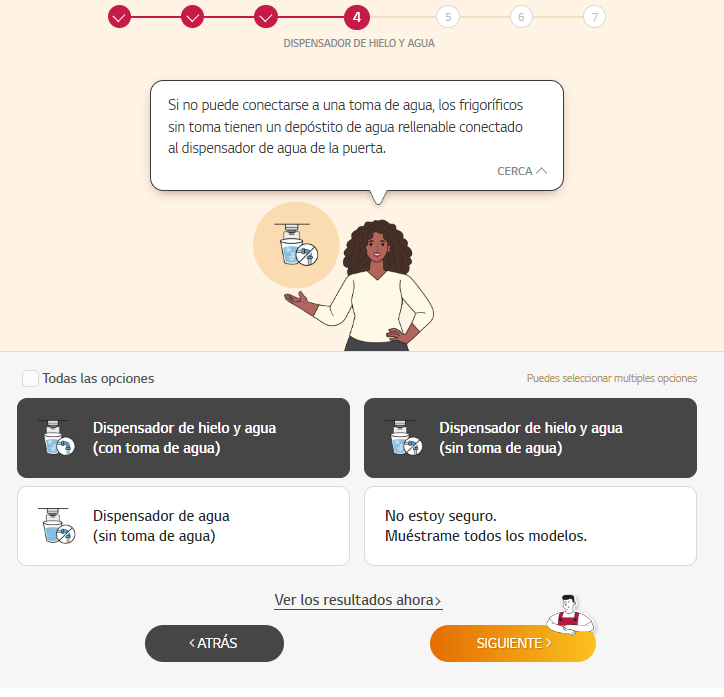 4
5
6
7
DISPENSADOR DE HIELO Y AGUA
Si no puede conectarse a una toma de agua, los frigoríficos
sin toma tienen un depóstito de agua rellenable conectado
al dispensador de agua de la puerta.
CERCA
Todas las opciones
Puedes seleccionar multiples opciones
Dispensador de hielo y agua
(con toma de agua)
Dispensador de hielo y agua
(sin toma de agua)
Dispensador de agua
(sin toma de agua)
No estoy seguro.
Muéstrame todos los modelos.
Ver los resultados ahora>
< ATRÁS
SIGUIENTE >